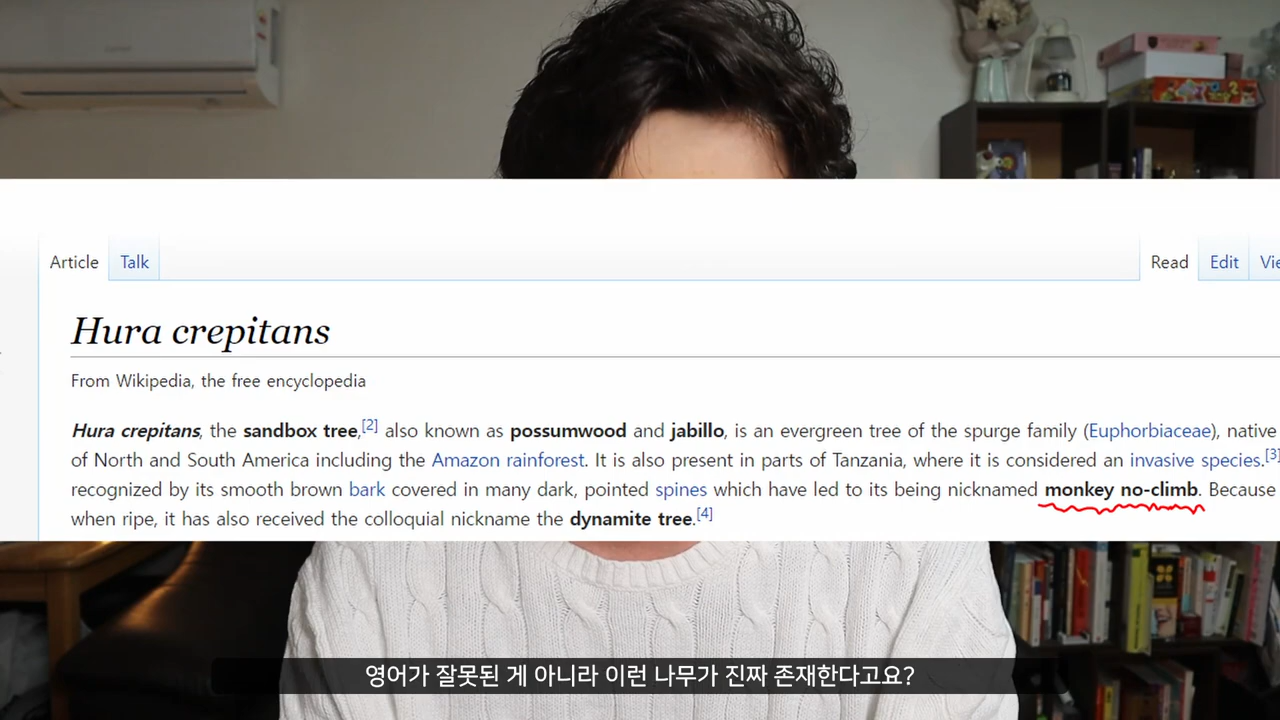 Article Talk Read Edit Vie
Hura crepitans
From Wikipedia, the free encyclopedia
Hura crepitans, the sandbox tree,[2] also known as possumwood and jabillo, is an evergreen tree of the spurge family (Euphorbiaceae), native
of North and South America including the Amazon rainforest. It is also present in parts of Tanzania, where it is considered an invasive species.[3]
recognized by its smooth brown bark covered in many dark, pointed spines which have led to its being nicknamed monkey no-climb. Because
when ripe, it has also received the colloquial nickname the dynamite tree.[4]
영어가 잘못된 게 아니라 이런 나무가 진짜 존재한다고요?